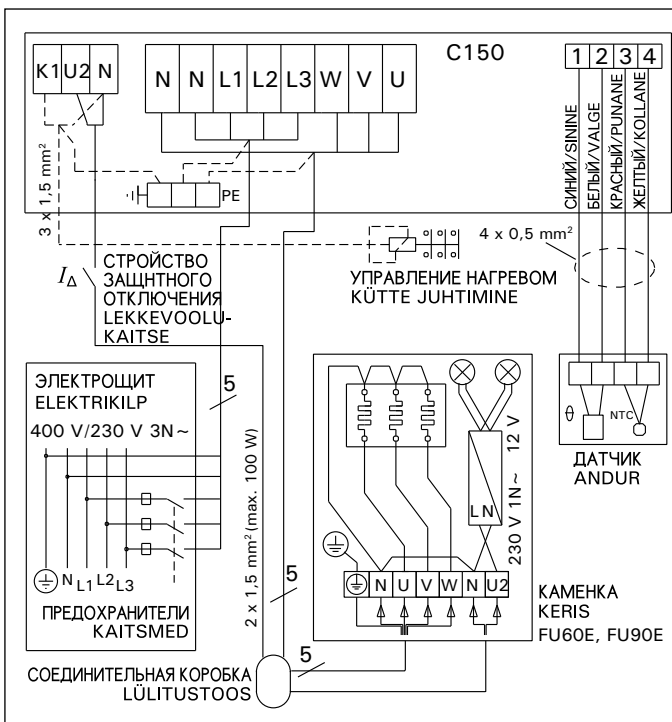 C150
K1 U2 N
N N L1 L2 L3 W V U
1 2 3 4
СИНИЙ/SININE
БЕЛЫЙ/VALGE
КРАСНЫЙ/PUNANE
ЖЕЛТЫЙ/KOLLANE
PE
3 x 1,5 mm²
4 x 0,5 mm²
УПРАВЛЕНИЕ НАГРЕВОМ
KÜTTE JUHTIMINE
I∆
СТРОЙСТВО
ЗАЩНТНОГО
ОТКЛЮЧЕНИЯ
LEKKEVOOLU-
KAITSE
5
ЭЛЕКТРОЩИТ
ELEKTRIKILP
400 V/230 V 3N~
N L1 L2 L3
ПРЕДОХРАНИТЕЛИ
KAITSMED
2 x 1,5 mm² (max. 100 W)
5
12 V
L N
230 V 1N~
N U V W N U2
КАМЕНКА
KERIS
FU60E, FU90E
θ
NTC
ДАТЧИК
ANDUR
5
СОЕДИНИТЕЛЬНАЯ КОРОБКА
LÜLITUSTOOS